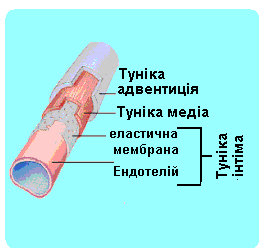 Туніка
адвентиція
Туніка медіа
еластична
мембрана
Ендотелій
Туніка
інтіма